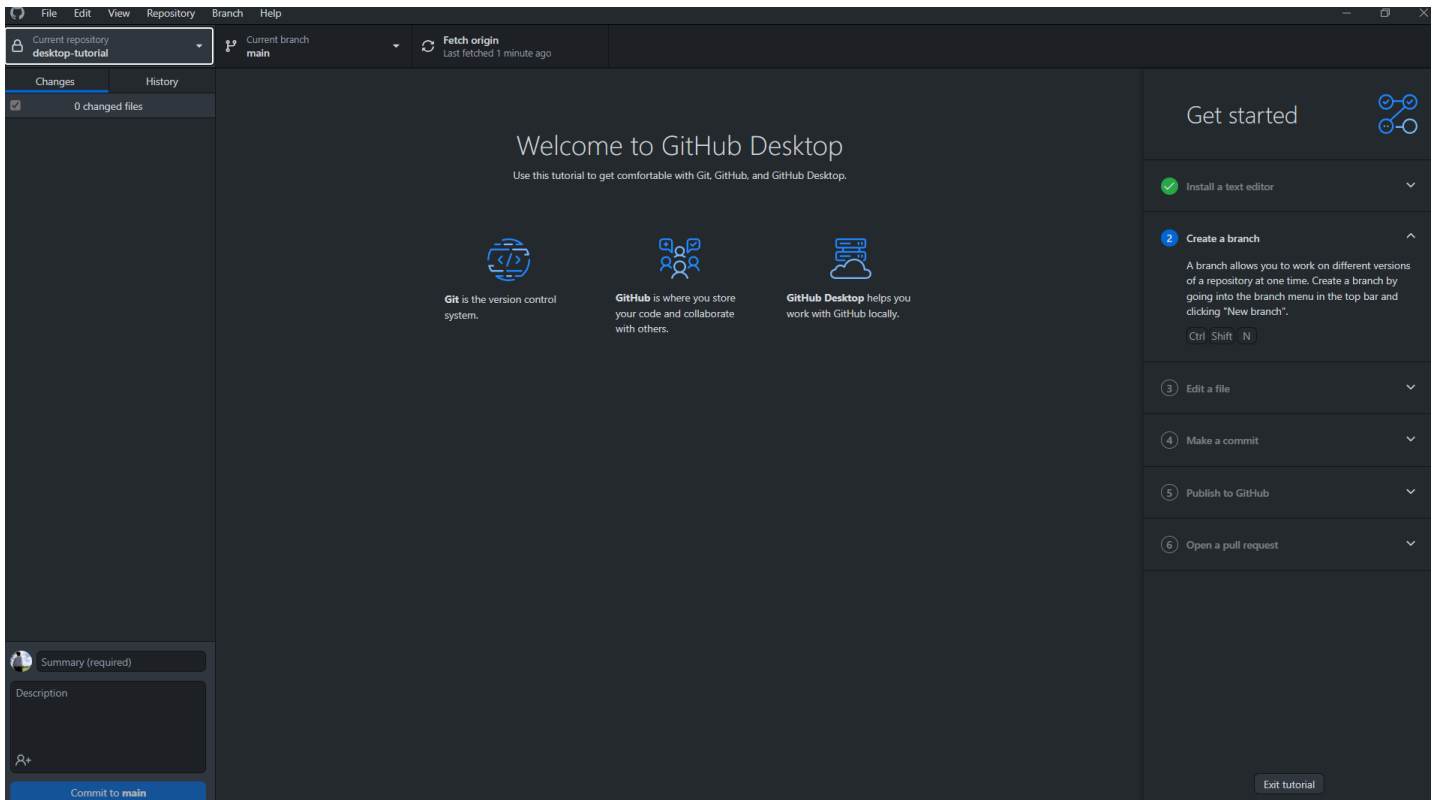 File Edit View Repository Branch Help
Current repository
desktop-tutorial
Current branch
main
Fetch origin
Last fetched 1 minute ago
Changes History
0 changed files
Welcome to GitHub Desktop
Use this tutorial to get comfortable with Git, GitHub, and GitHub Desktop.
Git is the version control
system.
GitHub is where you store
your code and collaborate
with others.
GitHub Desktop helps you
work with GitHub locally.
Get started
Install a text editor
2 Create a branch
A branch allows you to work on different versions
of a repository at one time. Create a branch by
going into the branch menu in the top bar and
clicking "New branch".
Ctrl Shift N
3 Edit a file
4 Make a commit
5 Publish to GitHub
6 Open a pull request
Exit tutorial
Summary (required)
Description
Commit to main